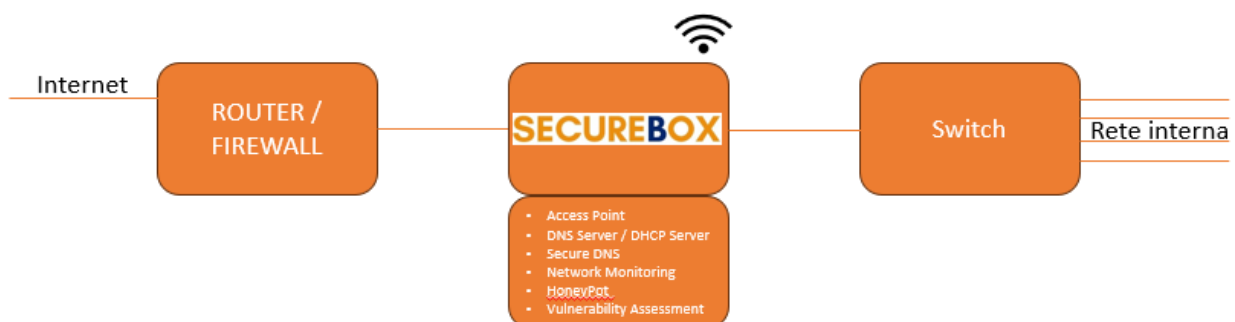 Internet
ROUTER /
FIREWALL
SECUREBOX
Switch
Rete interna
Access Point
DNS Server / DHCP Server
Secure DNS
Network Monitoring
HoneyPot
Vulnerability Assessment